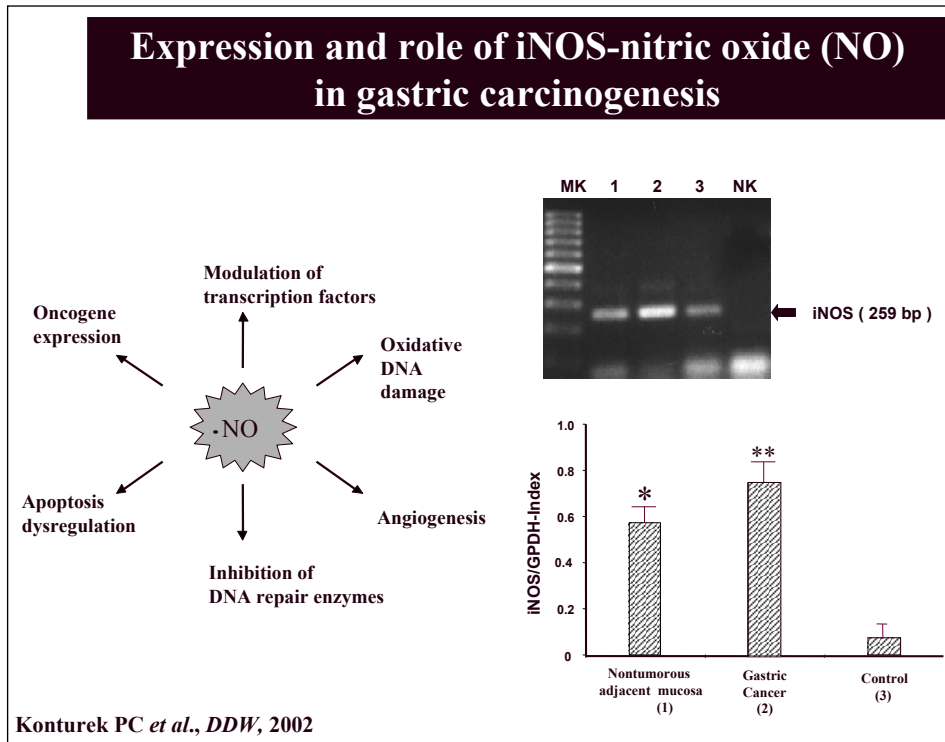 Expression and role of iNOS-nitric oxide (NO)
in gastric carcinogenesis
Modulation of
transcription factors
Oncogene
expression
Oxidative
DNA
damage
·NO
Apoptosis
dysregulation
Angiogenesis
Inhibition of
DNA repair enzymes
MK 1 2 3 NK
iNOS ( 259 bp )
1.0
0.8
0.6
0.4
0.2
0
iNOS/GPDH-Index
*
**
Nontumorous
adjacent mucosa
(1)
Gastric
Cancer
(2)
Control
(3)
Konturek PC et al., DDW, 2002